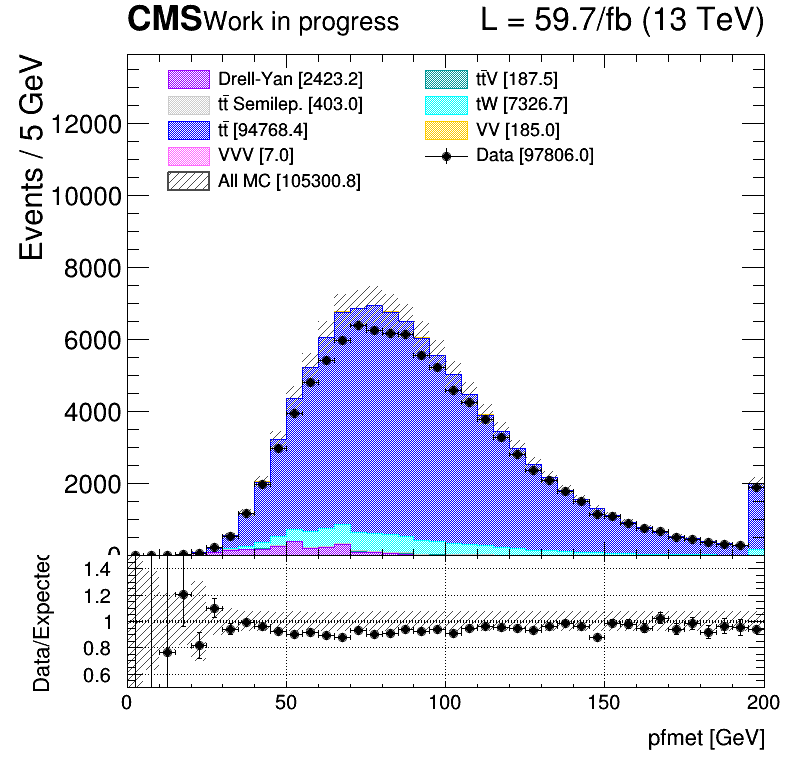 CMS Work in progress L = 59.7/fb (13 TeV)
Drell-Yan [2423.2]
tt̄ Semilep. [403.0]
tt̄ [94768.4]
VVV [7.0]
All MC [105300.8]
tt̄V [187.5]
tW [7326.7]
VV [185.0]
Data [97806.0]
Events / 5 GeV
12000
10000
8000
6000
4000
2000
0
Data/Expected
1.4
1.2
1
0.8
0.6
0 50 100 150 200
pfmet [GeV]